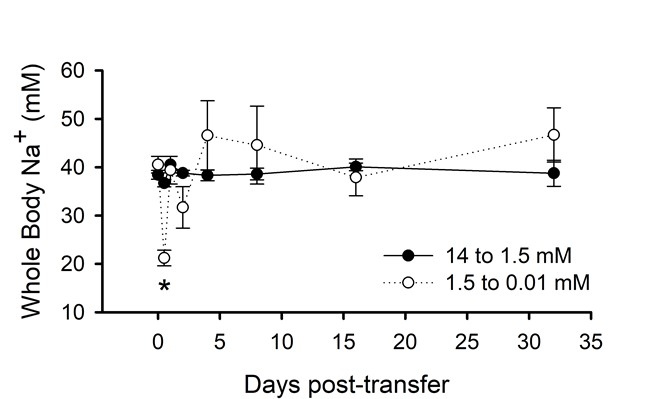 Whole Body Na+ (mM)
60
50
40
30
20
10
*
14 to 1.5 mM
1.5 to 0.01 mM
0 5 10 15 20 25 30 35
Days post-transfer